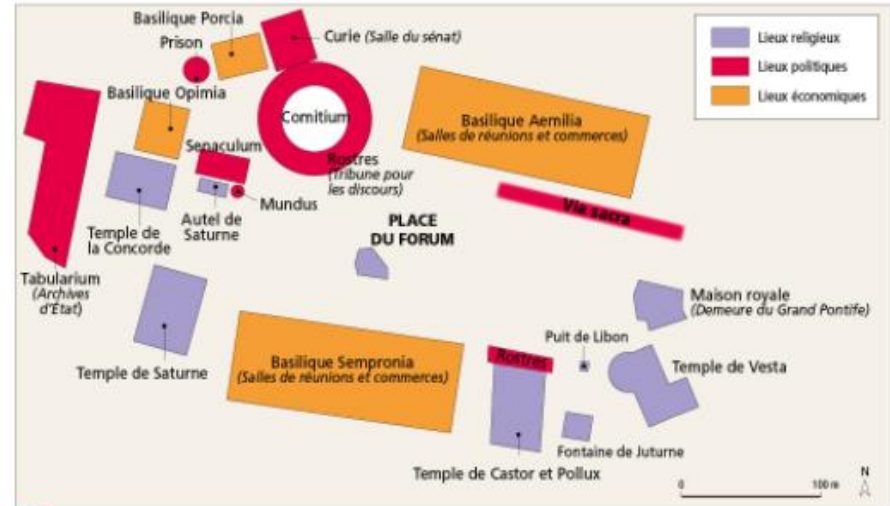 Basilique Porcia
Prison
Curie (Salle du sénat)
Basilique Opimia
Comitium
Senaculum
Rostres
(Tribune pour
les discours)
Mundus
Autel de
Saturne
Temple de
la Concorde
Tabularium
(Archives
d'État)
Basilique Aemilia
(Salles de réunions et commerces)
Via sacra
PLACE
DU FORUM
Temple de Saturne
Basilique Sempronia
(Salles de réunions et commerces)
Rostres
Puit de Libon
Maison royale
(Demeure du Grand Pontife)
Temple de Vesta
Fontaine de Juturne
Temple de Castor et Pollux
Lieux religieux
Lieux politiques
Lieux économiques
0 100 m
N